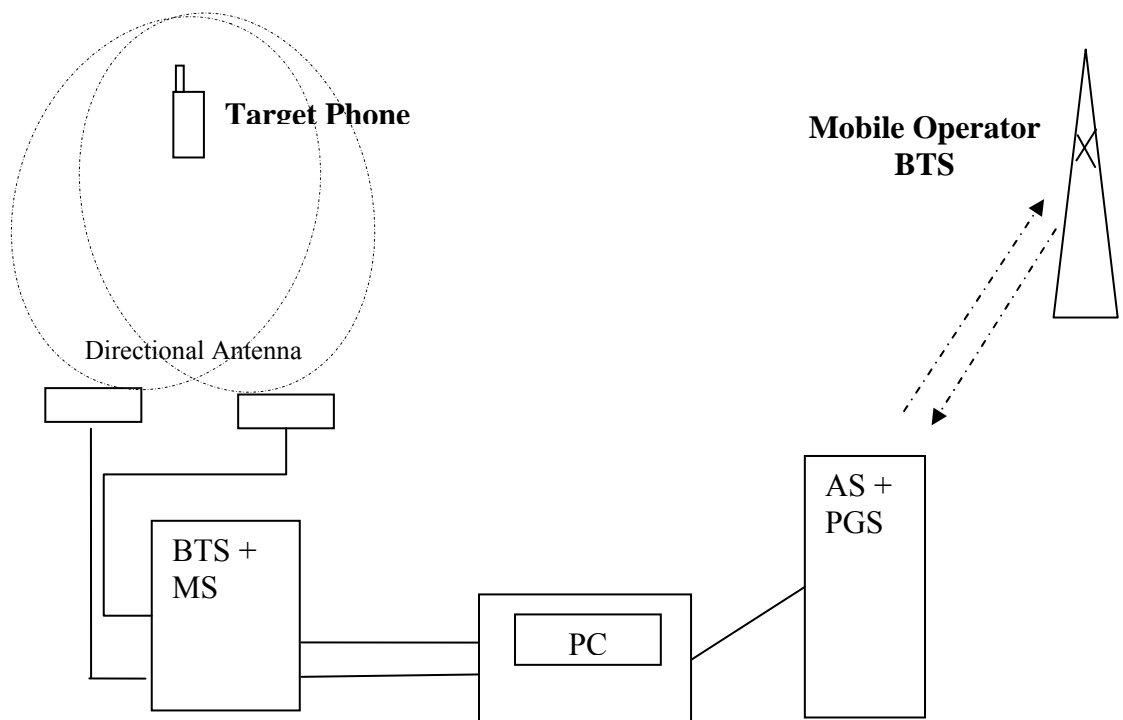 Target Phone
Mobile Operator
BTS
Directional Antenna
AS +
PGS
BTS +
MS
PC